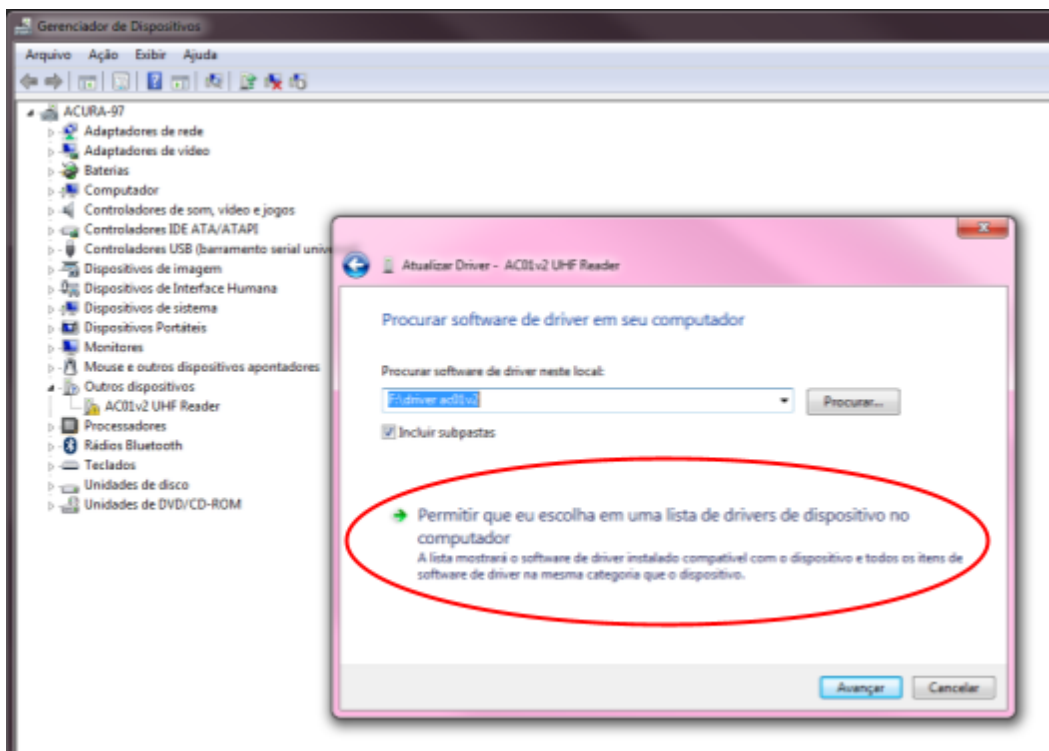 Gerenciador de Dispositivos
Arquivo Ação Exibir Ajuda
ACURA-97
Adaptadores de rede
Adaptadores de vídeo
Baterias
Computador
Controladores de som, vídeo e jogos
Controladores IDE ATA/ATAPI
Controladores USB (barramento serial unive
Dispositivos de imagem
Dispositivos de Interface Humana
Dispositivos de sistema
Dispositivos Portáteis
Monitores
Mouse e outros dispositivos apontadores
Outros dispositivos
AC01v2 UHF Reader
Processadores
Rádios Bluetooth
Teclados
Unidades de disco
Unidades de DVD/CD-ROM
Atualizar Driver - AC01v2 UHF Reader
Procurar software de driver em seu computador
Procurar software de driver neste local:
F:\driver ac01v2
Procurar...
Incluir subpastas
Permitir que eu escolha em uma lista de drivers de dispositivo no
computador
A lista mostrará o software de driver instalado compatível com o dispositivo e todos os itens de
software de driver na mesma categoria que o dispositivo.
Avançar Cancelar